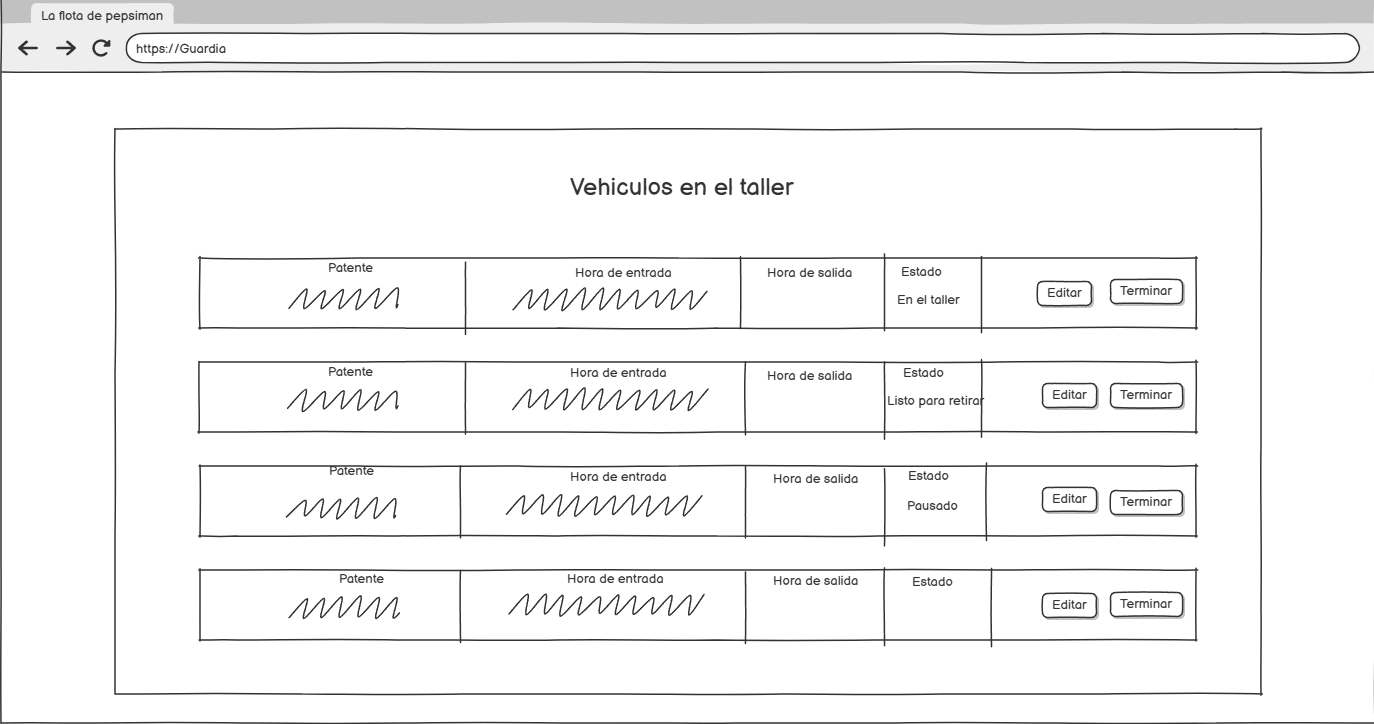 La flota de pepsiman
https://Guardia
Vehiculos en el taller
Patente
Hora de entrada
Hora de salida
Estado
En el taller
Editar
Terminar
Patente
Hora de entrada
Hora de salida
Estado
Listo para retirar
Editar
Terminar
Patente
Hora de entrada
Hora de salida
Estado
Pausado
Editar
Terminar
Patente
Hora de entrada
Hora de salida
Estado
Editar
Terminar